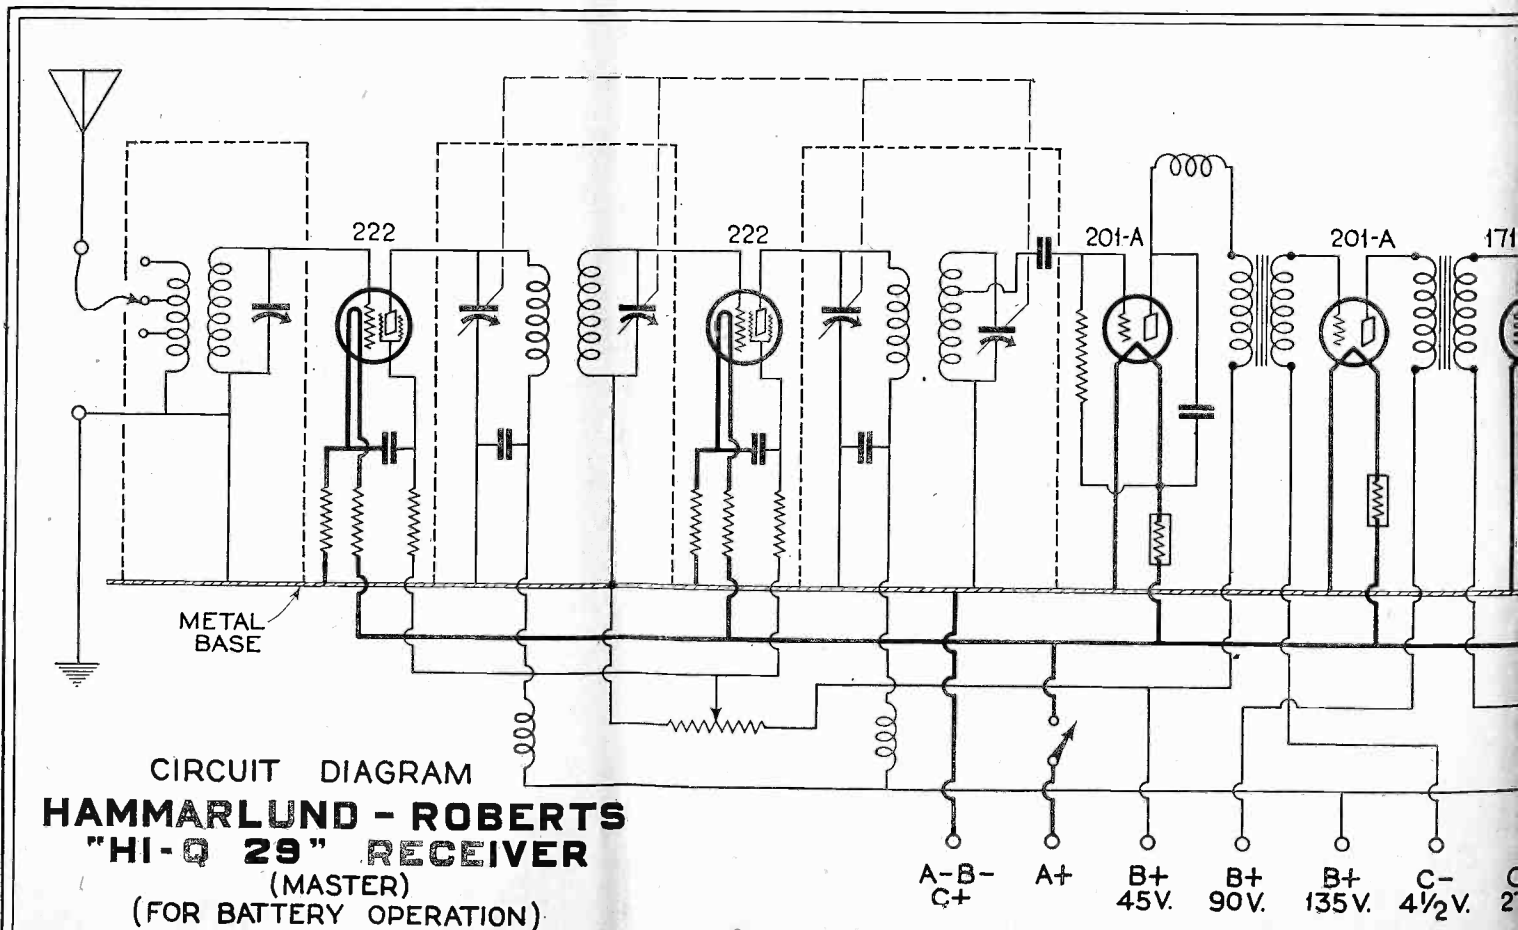 222
222
201-A
201-A
171
METAL
BASE
CIRCUIT DIAGRAM
HAMMARLUND - ROBERTS
"HI-Q 29" RECEIVER
(MASTER)
(FOR BATTERY OPERATION)
A-B-
C+
A+
B+
45V.
B+
90V.
B+
135V.
C-
4½V.